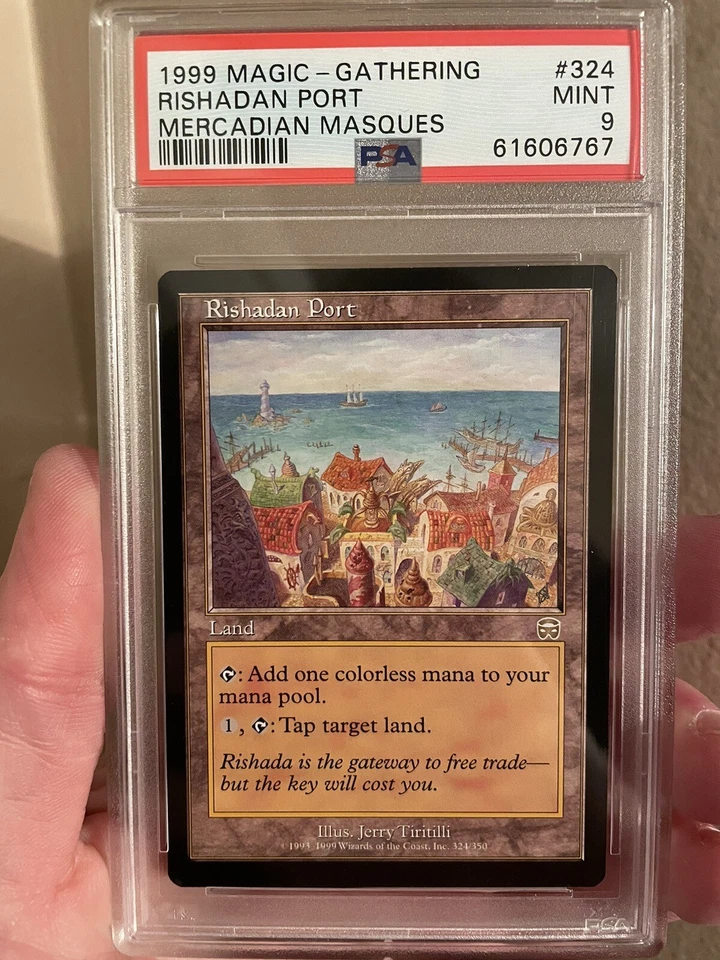 1999 MAGIC - GATHERING #324
RISHADAN PORT MINT
MERCADIAN MASQUES 9
PSA 61606767
Rishadan Port
Land
: Add one colorless mana to your
mana pool.
1, : Tap target land.
Rishada is the gateway to free trade—
but the key will cost you.
Illus. Jerry Tiritilli
© 1993-1999 Wizards of the Coast, Inc. 324/350
PSA